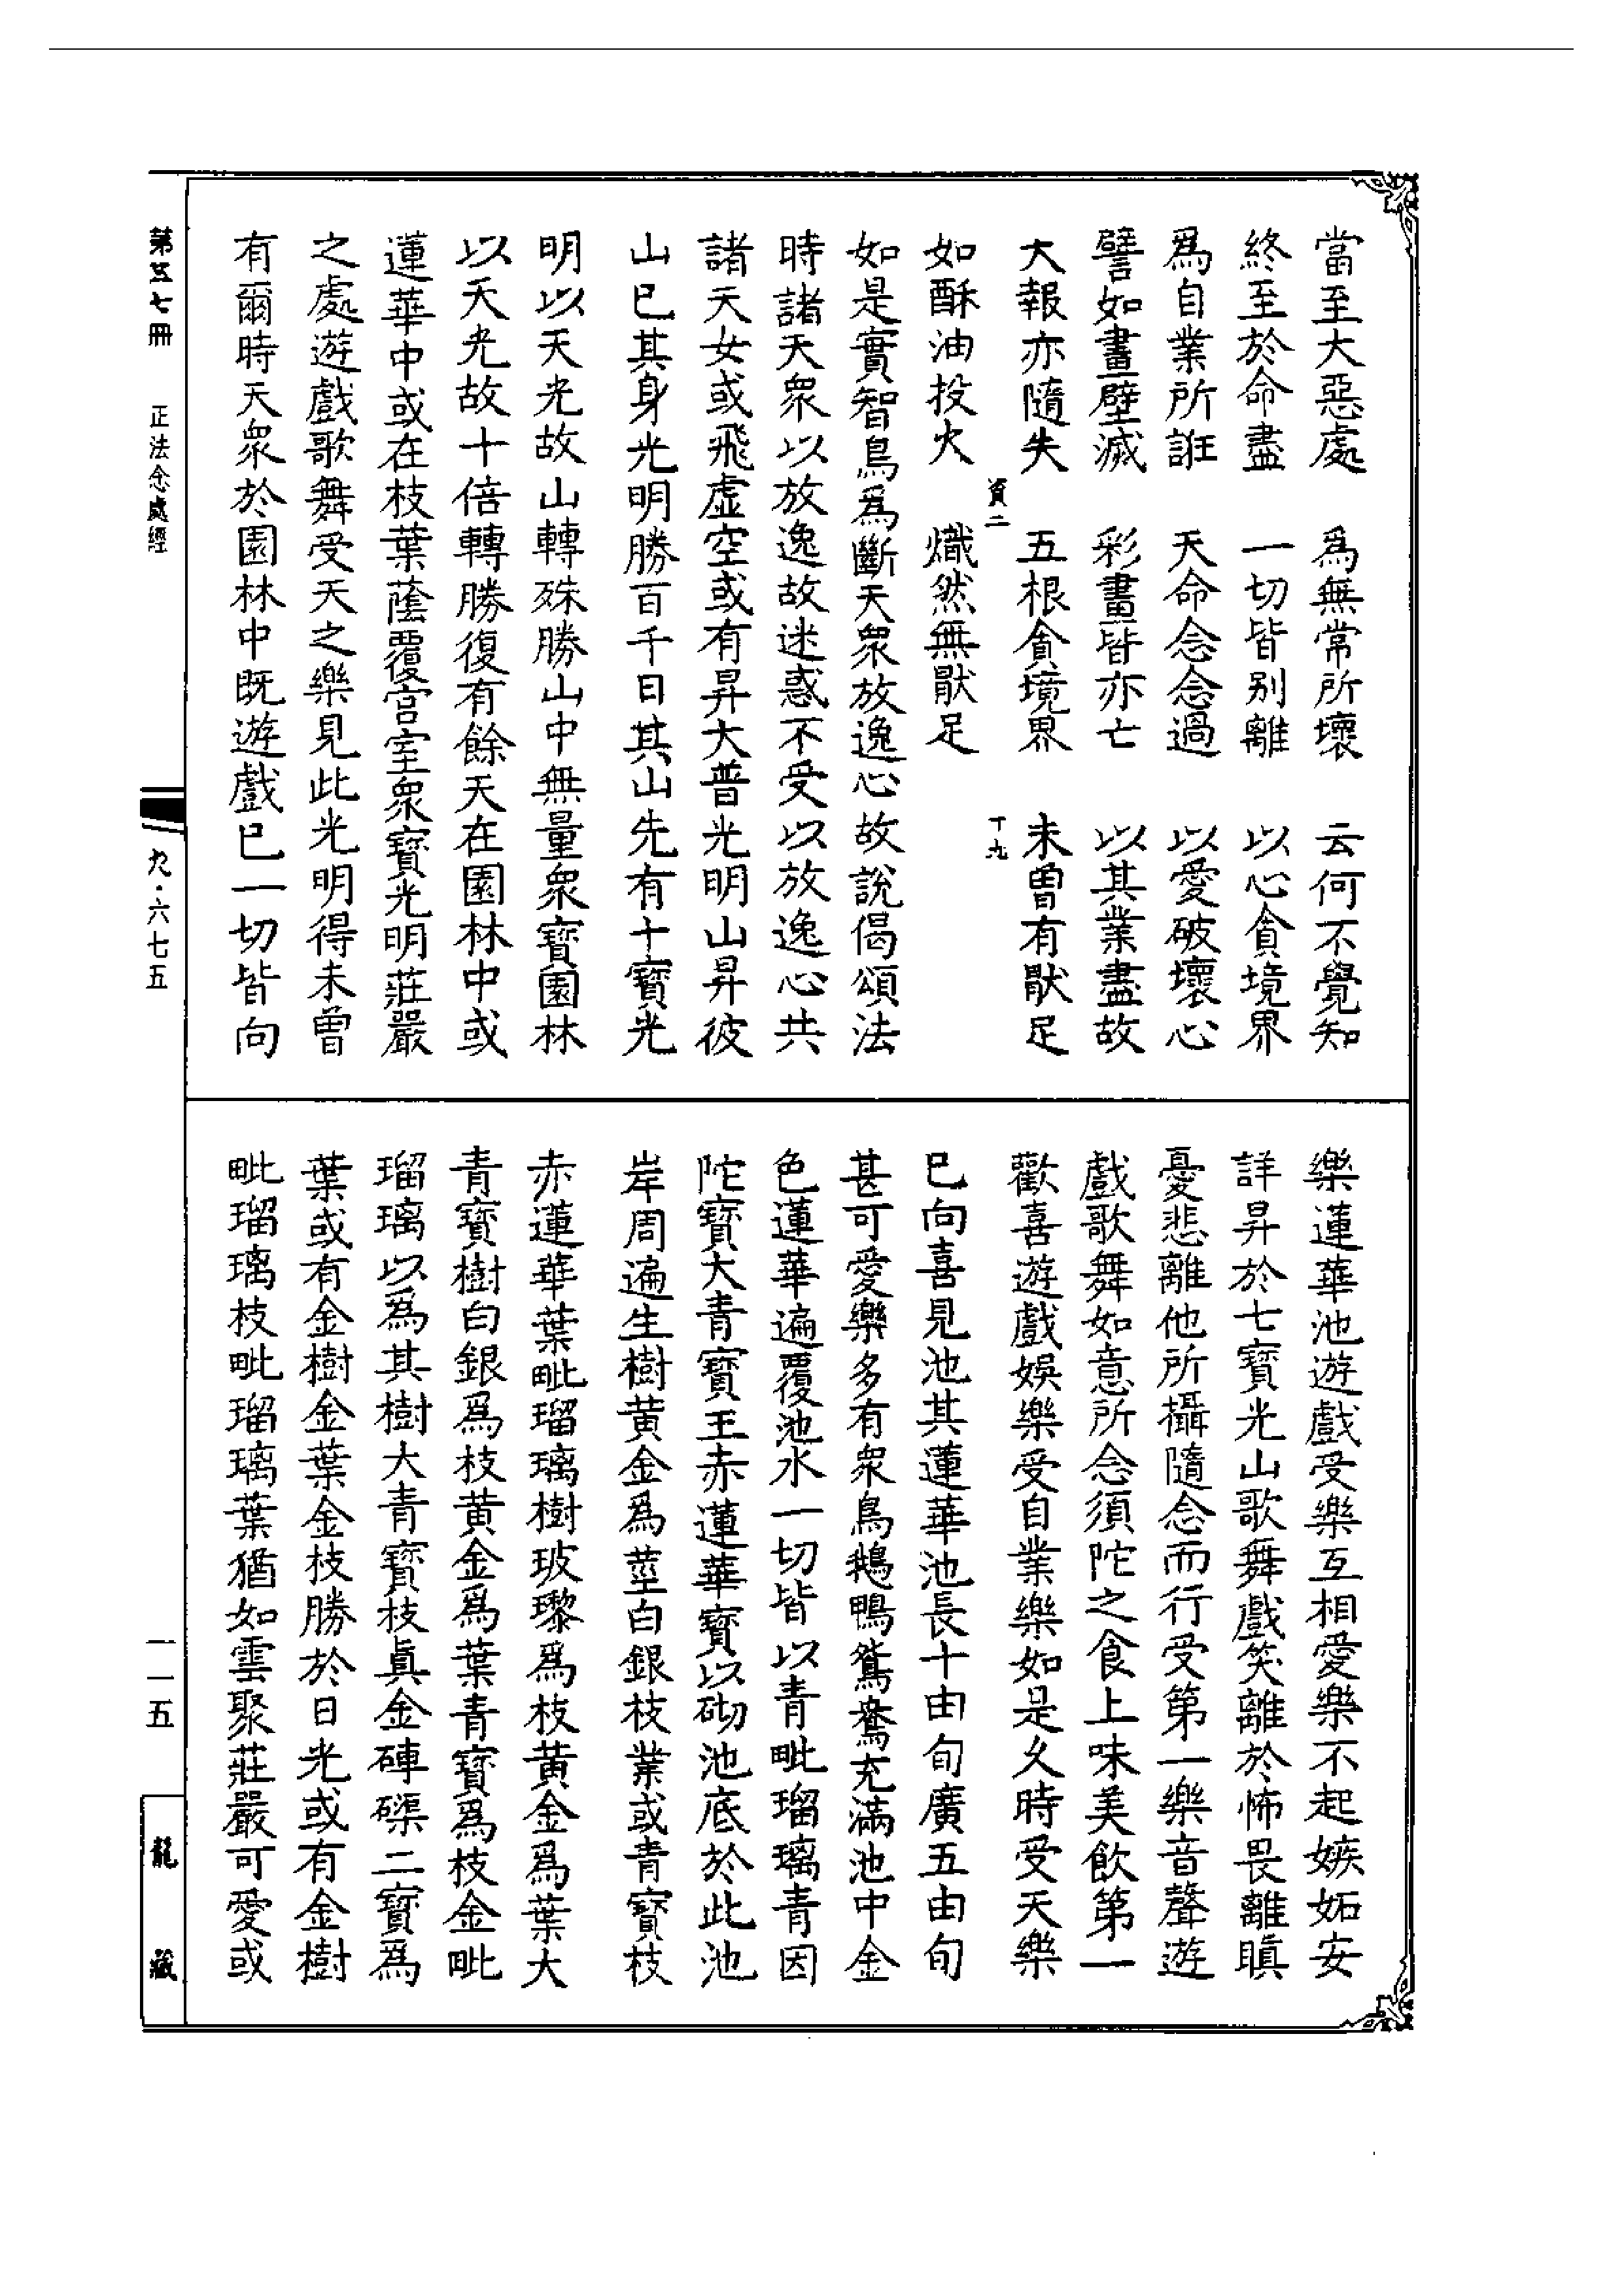 當至大惡處　為無常所壞　云何不覺知
終至於命盡　一切皆别離　以心貪境界
為自業所誑　天命念念過　以愛破壞心
譬如畫壁滅　彩畫皆亦亡　以其業盡故
大報亦隨失　五根貪境界　未曾有猒足
資二　十九
如酥油投火　熾然無猒足
如是實智鳥為斷天衆放逸心故說偈頌法
時諸天衆以放逸故迷惑不受以放逸心共
諸天女或飛虛空或有昇大普光明山昇彼
山已其身光明勝百千日其山先有十寶光
明以天光故山轉殊勝山中無量衆寶園林
以天光故十倍轉勝復有餘天在園林中或
蓮華中或在枝葉蔭覆宮室衆寶光明莊嚴
之處遊戲歌舞受天之樂見此光明得未曾
有爾時天衆於園林中既遊戲已一切皆向
樂蓮華池遊戲受樂互相愛樂不起嫉妬安
詳昇於七寶光山歌舞戲笑離於怖畏離瞋
憂悲離他所攝隨念而行受第一樂音聲遊
戲歌舞如意所念須陀之食上味美飲第一
歡喜遊戲娛樂受自業樂如是久時受天樂
已向喜見池其蓮華池長十由旬廣五由旬
甚可愛樂多有衆鳥鵝鴨鴛鴦充滿池中金
色蓮華遍覆池水一切皆以青毗瑠璃青因
陀寶大青寶王赤蓮華寶以砌池底於此池
岸周遍生樹黄金為莖白銀枝葉或青寶枝
赤蓮華葉毗瑠璃樹玻瓈為枝黄金為葉大
青寶樹白銀為枝黄金為葉青寶為枝金毗
瑠璃以為其樹大青寶枝眞金硨磲二寶為
葉或有金樹金葉金枝勝於日光或有金樹
毗瑠璃枝毗瑠璃葉猶如雲聚莊嚴可愛或
第五七冊　正法念處經
九·六七五
一一五
龍藏